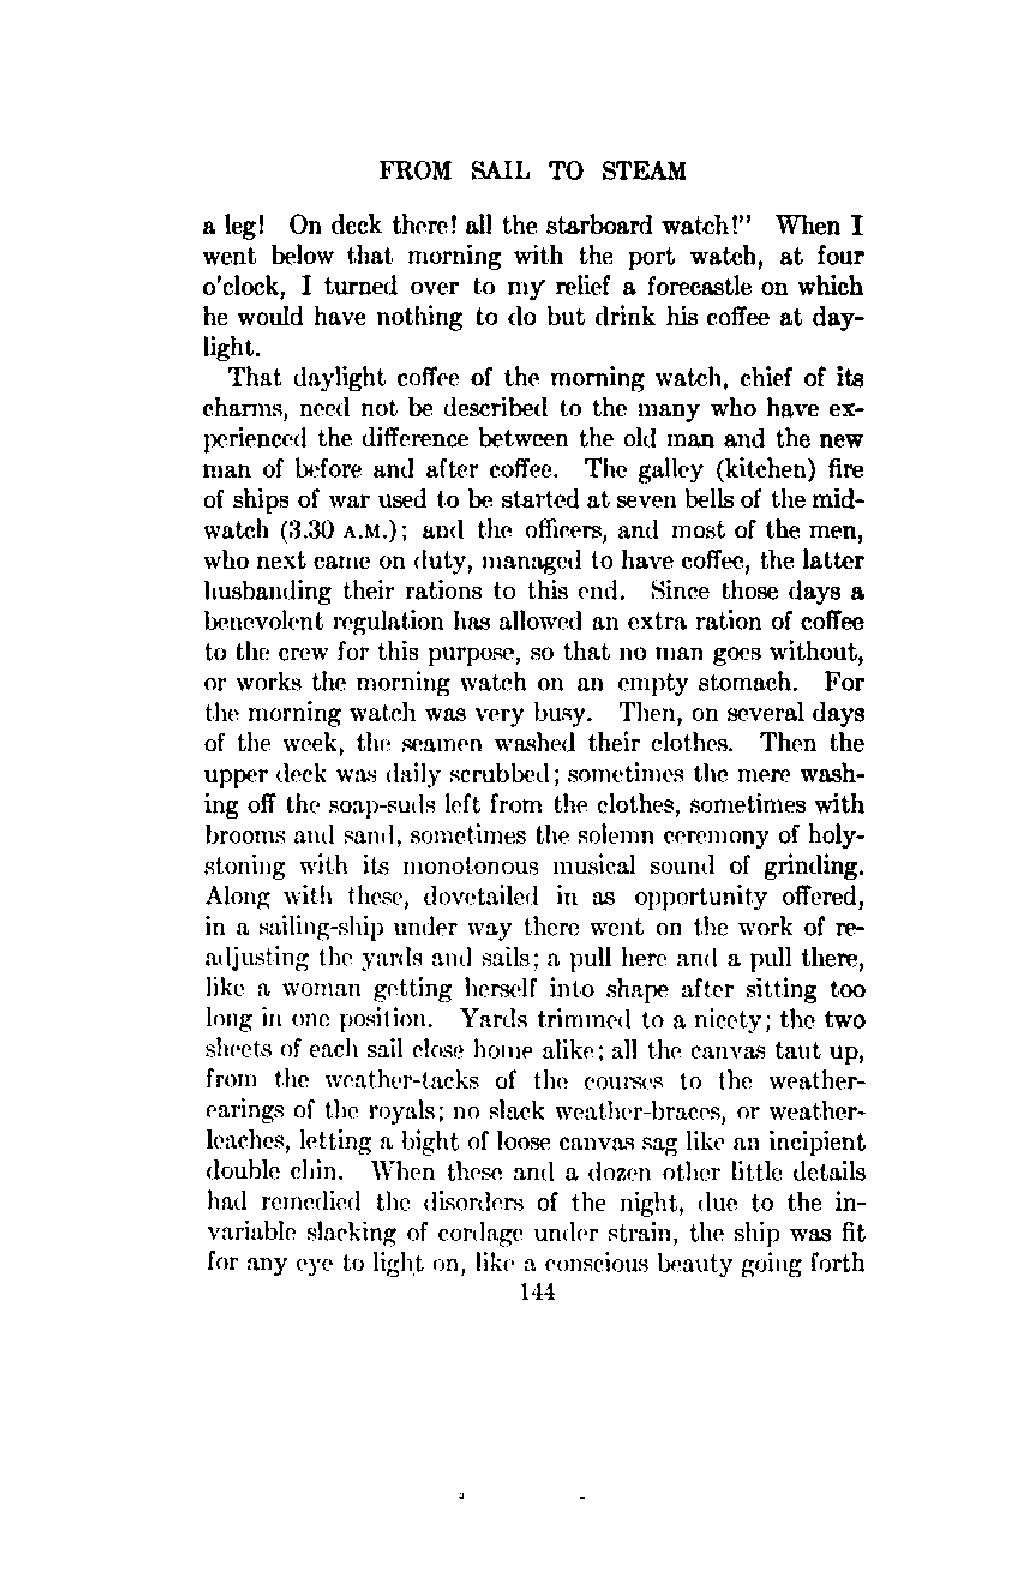 FROM SAIL TO STEAM
a leg! On deck there! all the starboard watch!" When I
went below that morning with the port watch, at four
o'clock, I turned over to my relief a forecastle on which
he would have nothing to do but drink his coffee at day-
light.
That daylight coffee of the morning watch, chief of its
charms, need not be described to the many who have ex-
perienced the difference between the old man and the new
man of before and after coffee. The galley (kitchen) fire
of ships of war used to be started at seven bells of the mid-
watch (3.30 A.M.); and the officers, and most of the men,
who next came on duty, managed to have coffee, the latter
husbanding their rations to this end. Since those days a
benevolent regulation has allowed an extra ration of coffee
to the crew for this purpose, so that no man goes without,
or works the morning watch on an empty stomach. For
the morning watch was very busy. Then, on several days
of the week, the seamen washed their clothes. Then the
upper deck was daily scrubbed; sometimes the mere wash-
ing off the soap-suds left from the clothes, sometimes with
brooms and sand, sometimes the solemn ceremony of holy-
stoning with its monotonous musical sound of grinding.
Along with these, dovetailed in as opportunity offered,
in a sailing-ship under way there went on the work of re-
adjusting the yards and sails; a pull here and a pull there,
like a woman getting herself into shape after sitting too
long in one position. Yards trimmed to a nicety; the two
sheets of each sail close home alike; all the canvas taut up,
from the weather-tacks of the courses to the weather-
earings of the royals; no slack weather-braces, or weather-
leaches, letting a bight of loose canvas sag like an incipient
double chin. When these and a dozen other little details
had remedied the disorders of the night, due to the in-
variable slacking of cordage under strain, the ship was fit
for any eye to light on, like a conscious beauty going forth
144